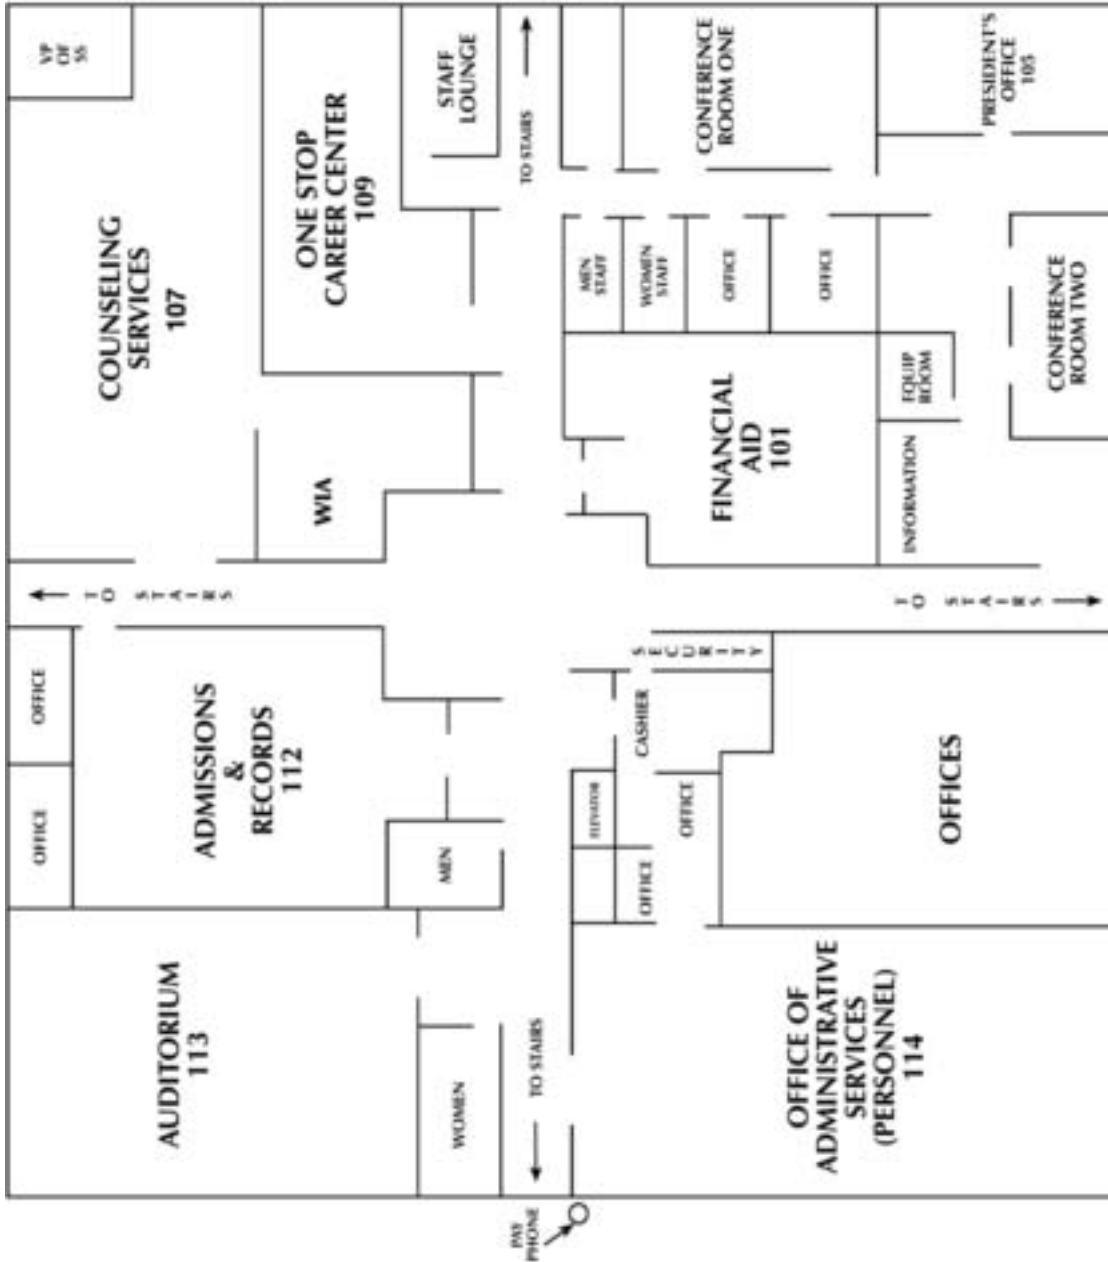 OFFICE
OFFICE
VP
OF
SS
TO STAIRS
AUDITORIUM
113
ADMISSIONS
&
RECORDS
112
COUNSELING
SERVICES
107
WIA
ONE STOP
CAREER CENTER
109
WOMEN
MEN
STAFF
LOUNGE
PAY
PHONE
TO STAIRS
TO STAIRS
ELEVATOR
OFFICE
OFFICE
CASHIER
SECURITY
MEN
STAFF
WOMEN
STAFF
OFFICE
OFFICE
FINANCIAL
AID
101
CONFERENCE
ROOM ONE
OFFICE OF
ADMINISTRATIVE
SERVICES
(PERSONNEL)
114
OFFICES
TO STAIRS
INFORMATION
EQUIP
ROOM
CONFERENCE
ROOM TWO
PRESIDENT'S
OFFICE
105